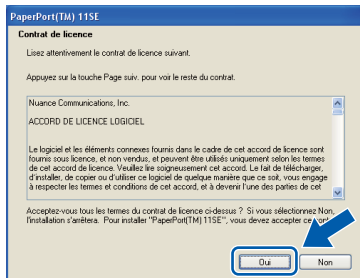 PaperPort(TM) 11SE
Contrat de licence
Lisez attentivement le contrat de licence suivant.
Appuyez sur la touche Page suiv. pour voir le reste du contrat.
Nuance Communications, Inc.
ACCORD DE LICENCE LOGICIEL
Le logiciel et les éléments connexes fournis dans le cadre de cet accord de licence sont
fournis sous licence, et non vendus, et peuvent être utilisés uniquement selon les termes
de cet accord de licence. Veuillez lire soigneusement cet accord. Le fait de télécharger,
d'installer, de copier ou d'utiliser ce logiciel de quelque manière que ce soit, vous engage
à respecter les termes et conditions de cet accord, et à devenir l'une des parties de cet
Acceptez-vous tous les termes du contrat de licence ci-dessus ? Si vous sélectionnez Non,
l'installation s'arrêtera. Pour installer "PaperPort(TM) 11SE", vous devez accepter ce
Oui
Non